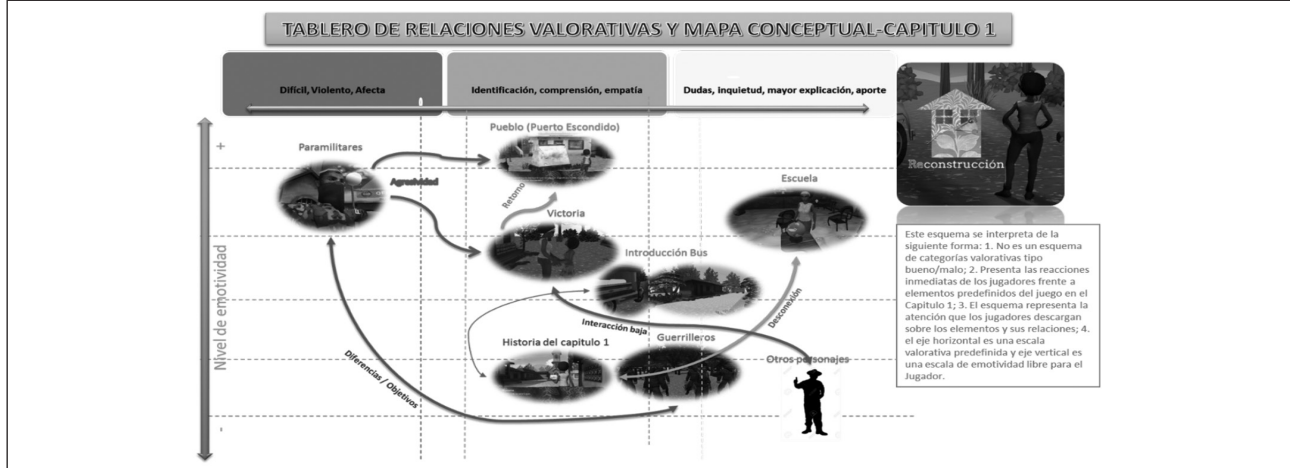 TABLERO DE RELACIONES VALORATIVAS Y MAPA CONCEPTUAL-CAPITULO 1
Difícil, Violento, Afecta
Identificación, comprensión, empatía
Dudas, inquietud, mayor explicación, aporte
Nivel de emotividad
+
-
Paramilitares
Pueblo (Puerto Escondido)
Agresividad
Retorno
Victoria
Escuela
Introducción Bus
Desconexión
Interacción baja
Historia del capitulo 1
Guerrilleros
Otros personajes
Diferencias / Objetivos
Reconstrucción
Este esquema se interpreta de la
siguiente forma: 1. No es un esquema
de categorías valorativas tipo
bueno/malo; 2. Presenta las reacciones
inmediatas de los jugadores frente a
elementos predefinidos del juego en el
Capitulo 1; 3. El esquema representa la
atención que los jugadores descargan
sobre los elementos y sus relaciones; 4.
el eje horizontal es una escala
valorativa predefinida y eje vertical es
una escala de emotividad libre para el
Jugador.